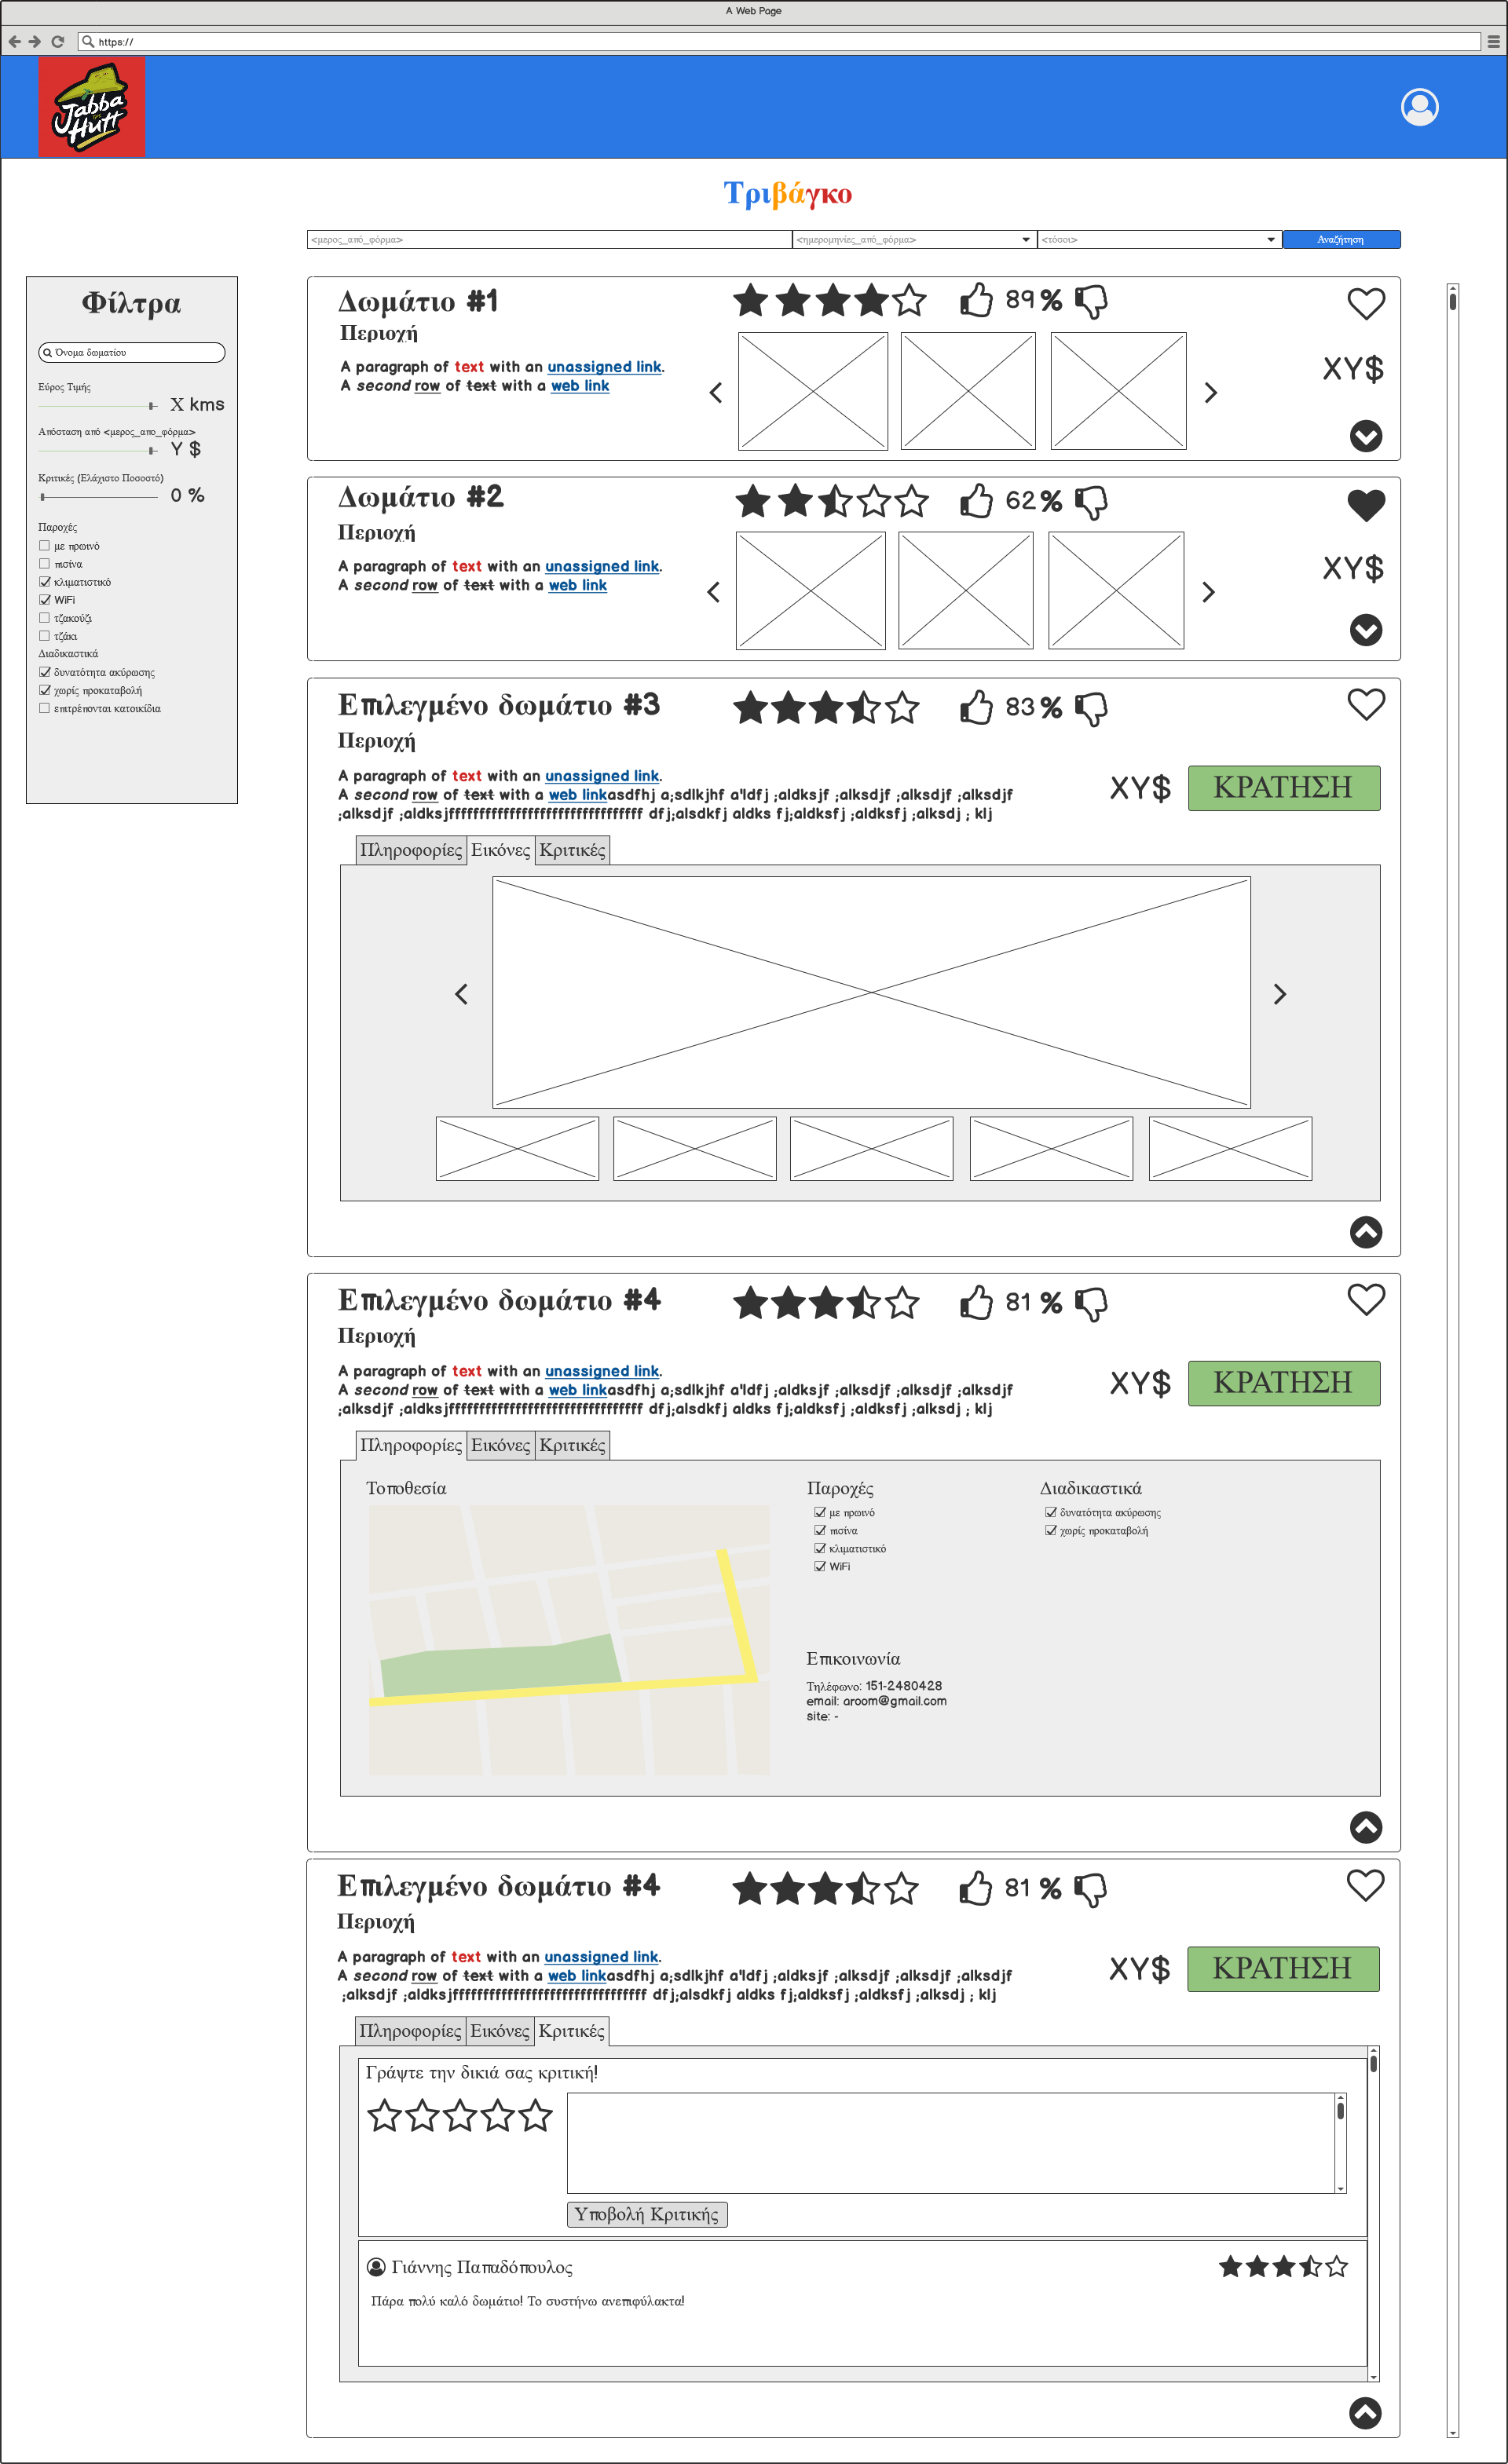 A Web Page
https://
Jabba
The
Hutt
Τριβάγκο
<μερος_από_φόρμα>
<ημερομηνίες_από_φόρμα>
<τόσοι>
Αναζήτηση
Φίλτρα
Όνομα δωματίου
Εύρος Τιμής
X kms
Απόσταση από <μερος_απο_φόρμα>
Y $
Κριτικές (Ελάχιστο Ποσοστό)
0 %
Παροχές
με πρωινό
πισίνα
κλιματιστικό
WiFi
τζακούζι
τζάκι
Διαδικαστικά
δυνατότητα ακύρωσης
χωρίς προκαταβολή
επιτρέπονται κατοικίδια
Δωμάτιο #1
89 %
Περιοχή
A paragraph of text with an unassigned link.
A second row of text with a web link
XY$
Δωμάτιο #2
62 %
Περιοχή
A paragraph of text with an unassigned link.
A second row of text with a web link
XY$
Επιλεγμένο δωμάτιο #3
83 %
Περιοχή
A paragraph of text with an unassigned link.
A second row of text with a web linkasdfhj a;sdlkjhf a'ldfj ;aldksjf ;alksdjf ;alksdjf ;alksdjf
;alksdjf ;aldksjffffffffffffffffffffffffffffffff dfj;alsdkfj aldks fj;aldksfj ;aldksfj ;alksdj ; klj
XY$
ΚΡΑΤΗΣΗ
Πληροφορίες Εικόνες Κριτικές
Επιλεγμένο δωμάτιο #4
81 %
Περιοχή
A paragraph of text with an unassigned link.
A second row of text with a web linkasdfhj a;sdlkjhf a'ldfj ;aldksjf ;alksdjf ;alksdjf ;alksdjf
;alksdjf ;aldksjffffffffffffffffffffffffffffffff dfj;alsdkfj aldks fj;aldksfj ;aldksfj ;alksdj ; klj
XY$
ΚΡΑΤΗΣΗ
Πληροφορίες Εικόνες Κριτικές
Τοποθεσία
Παροχές
με πρωινό
πισίνα
κλιματιστικό
WiFi
Διαδικαστικά
δυνατότητα ακύρωσης
χωρίς προκαταβολή
Επικοινωνία
Τηλέφωνο: 151-2480428
email: aroom@gmail.com
site: -
Επιλεγμένο δωμάτιο #4
81 %
Περιοχή
A paragraph of text with an unassigned link.
A second row of text with a web linkasdfhj a;sdlkjhf a'ldfj ;aldksjf ;alksdjf ;alksdjf ;alksdjf
;alksdjf ;aldksjffffffffffffffffffffffffffffffff dfj;alsdkfj aldks fj;aldksfj ;aldksfj ;alksdj ; klj
XY$
ΚΡΑΤΗΣΗ
Πληροφορίες Εικόνες Κριτικές
Γράψτε την δικιά σας κριτική!
Υποβολή Κριτικής
Γιάννης Παπαδόπουλος
Πάρα πολύ καλό δωμάτιο! Το συστήνω ανεπιφύλακτα!